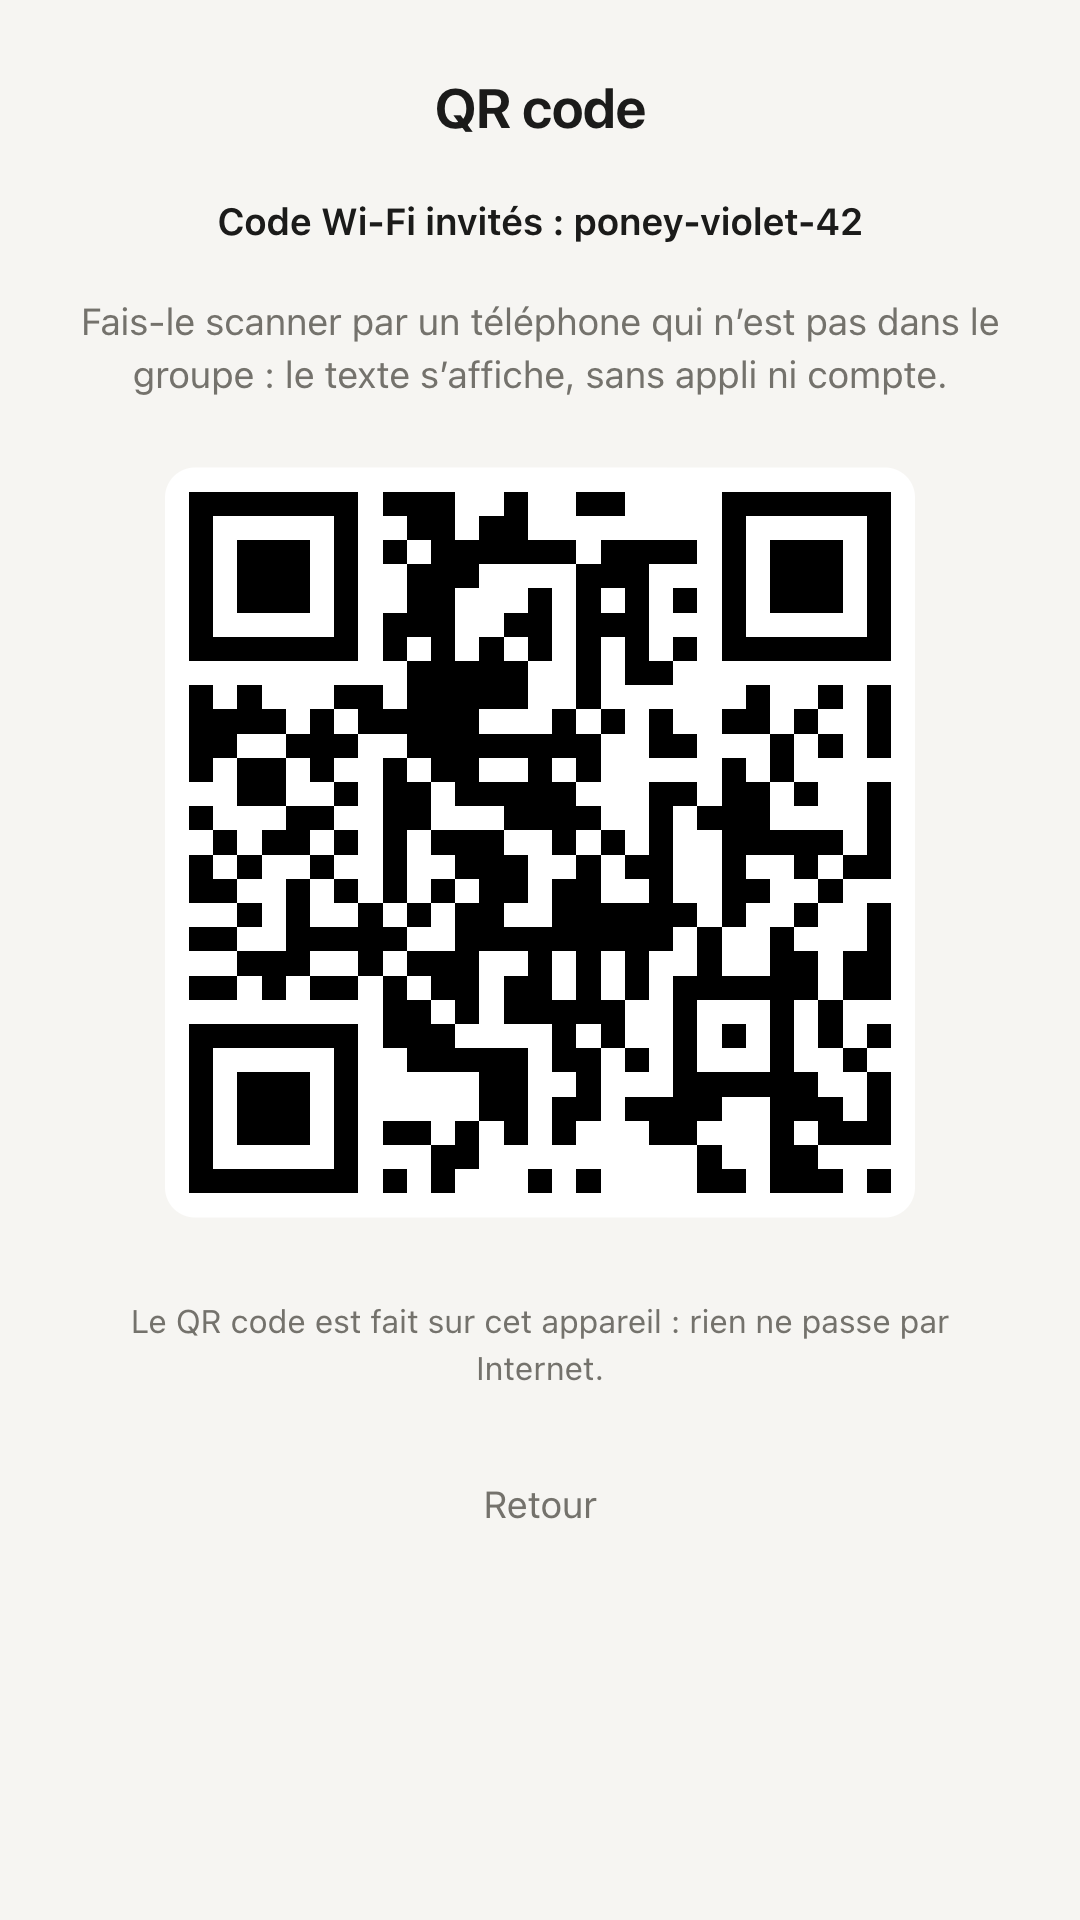 QR code
Code Wi-Fi invités : poney-violet-42
Fais-le scanner par un téléphone qui n’est pas dans le
groupe : le texte s’affiche, sans appli ni compte.
Le QR code est fait sur cet appareil : rien ne passe par
Internet.
Retour